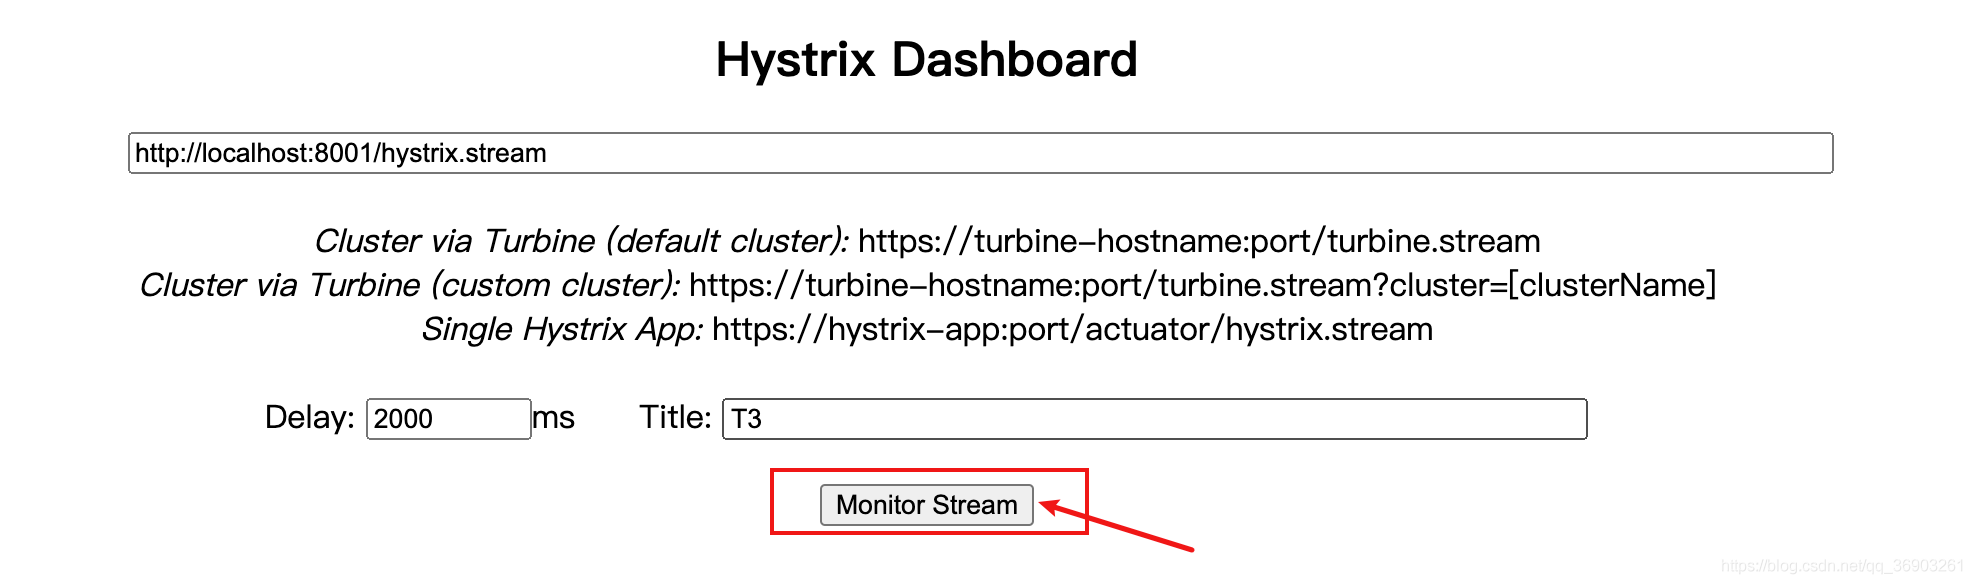 Hystrix Dashboard
http://localhost:8001/hystrix.stream
Cluster via Turbine (default cluster): https://turbine-hostname:port/turbine.stream
Cluster via Turbine (custom cluster): https://turbine-hostname:port/turbine.stream?cluster=[clusterName]
Single Hystrix App: https://hystrix-app:port/actuator/hystrix.stream
Delay: 2000 ms Title: T3
Monitor Stream
https://blog.csdn.net/qq_36903261